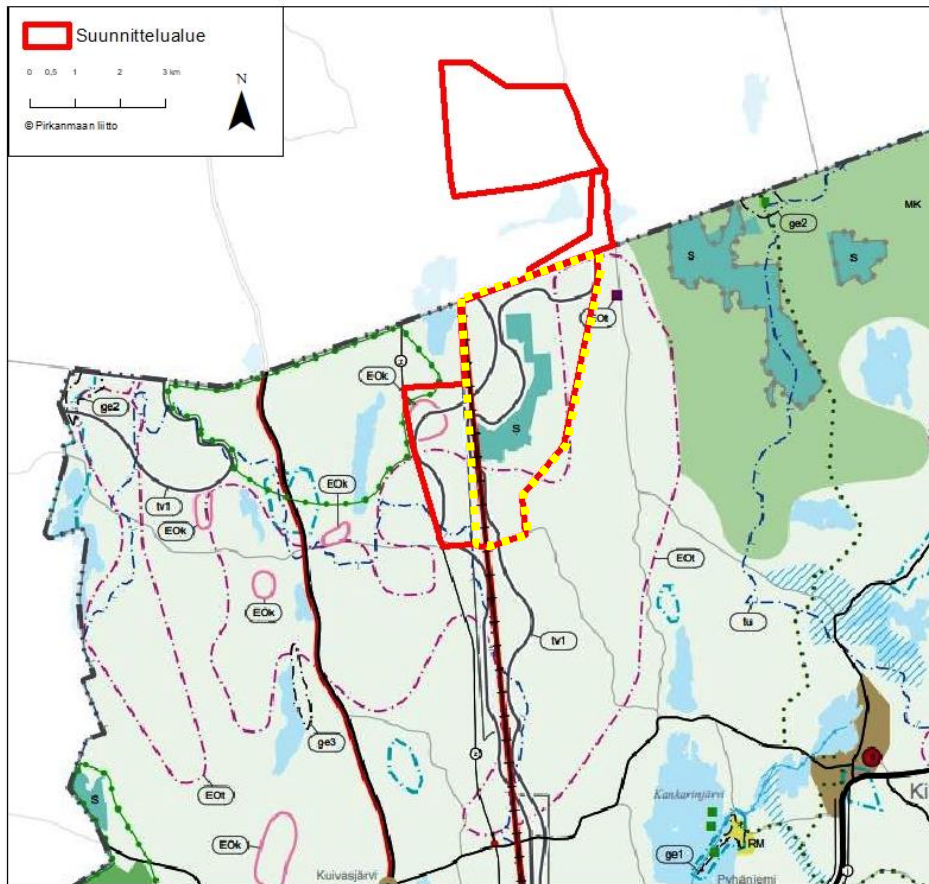 Suunnittelualue
0 0,5 1 2 3 km
N
© Pirkanmaan liitto
MK
ge2
S
S
EOt
EOk
ge2
S
EOk
tv1
EOk
EOk
EOt
tu
tv1
ge3
EOt
S
EOk
Kankarinjärvi
Ki
RM
ge1
Kuivasjärvi
Pyhäniemi